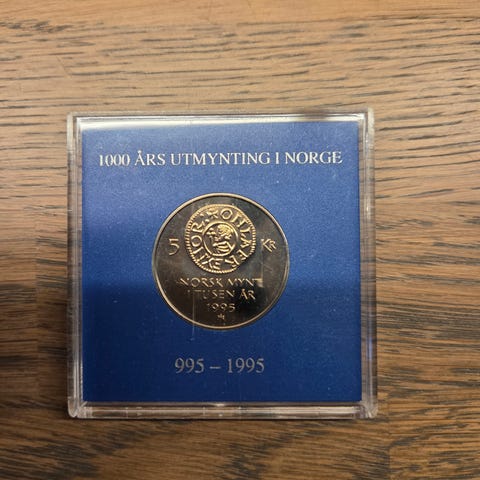 1000 ÅRS UTMYNTING I NORGE
5 KR
NORSK MYNT
I TUSEN ÅR
1995
995 – 1995